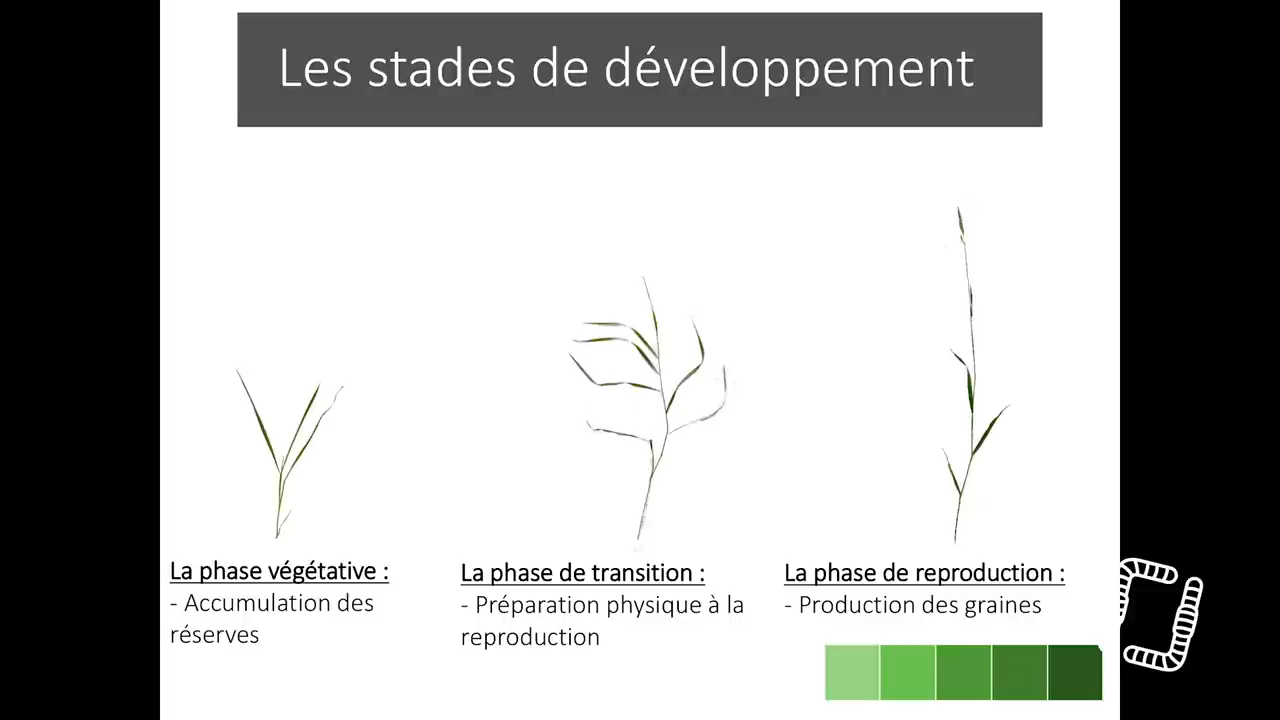 Les stades de développement
La phase végétative :
- Accumulation des
réserves
La phase de transition :
- Préparation physique à la
reproduction
La phase de reproduction :
- Production des graines